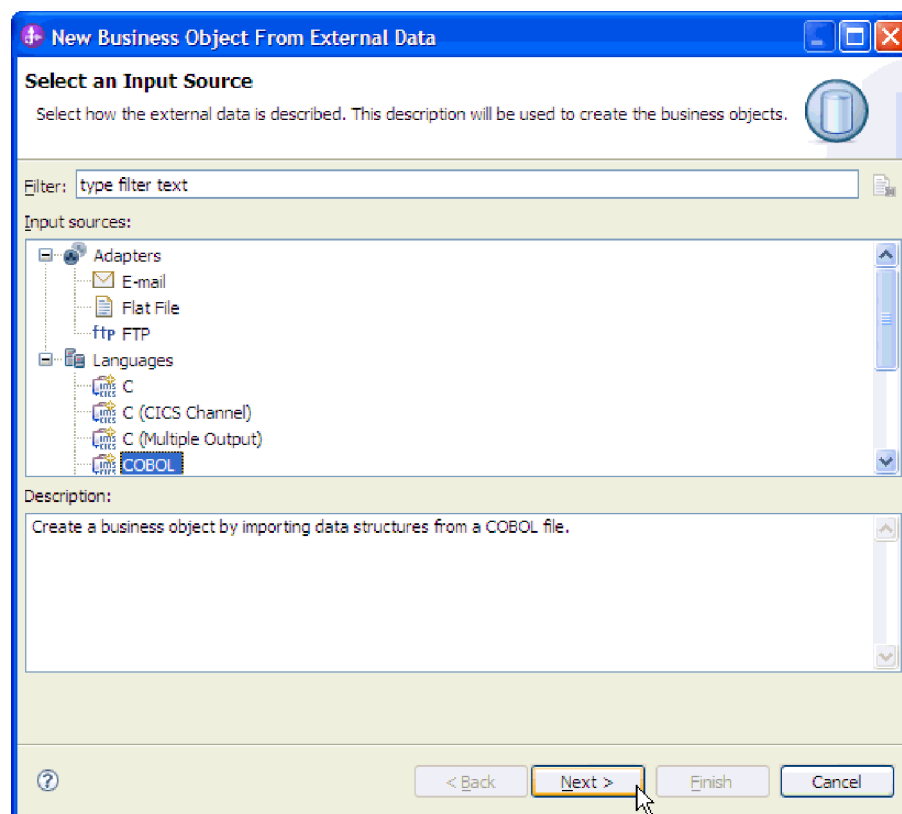 New Business Object From External Data
Select an Input Source
Select how the external data is described. This description will be used to create the business objects.
Filter: type filter text
Input sources:
Adapters
E-mail
Flat File
ftp FTP
Languages
C
C (CICS Channel)
C (Multiple Output)
COBOL
Description:
Create a business object by importing data structures from a COBOL file.
< Back Next > Finish Cancel